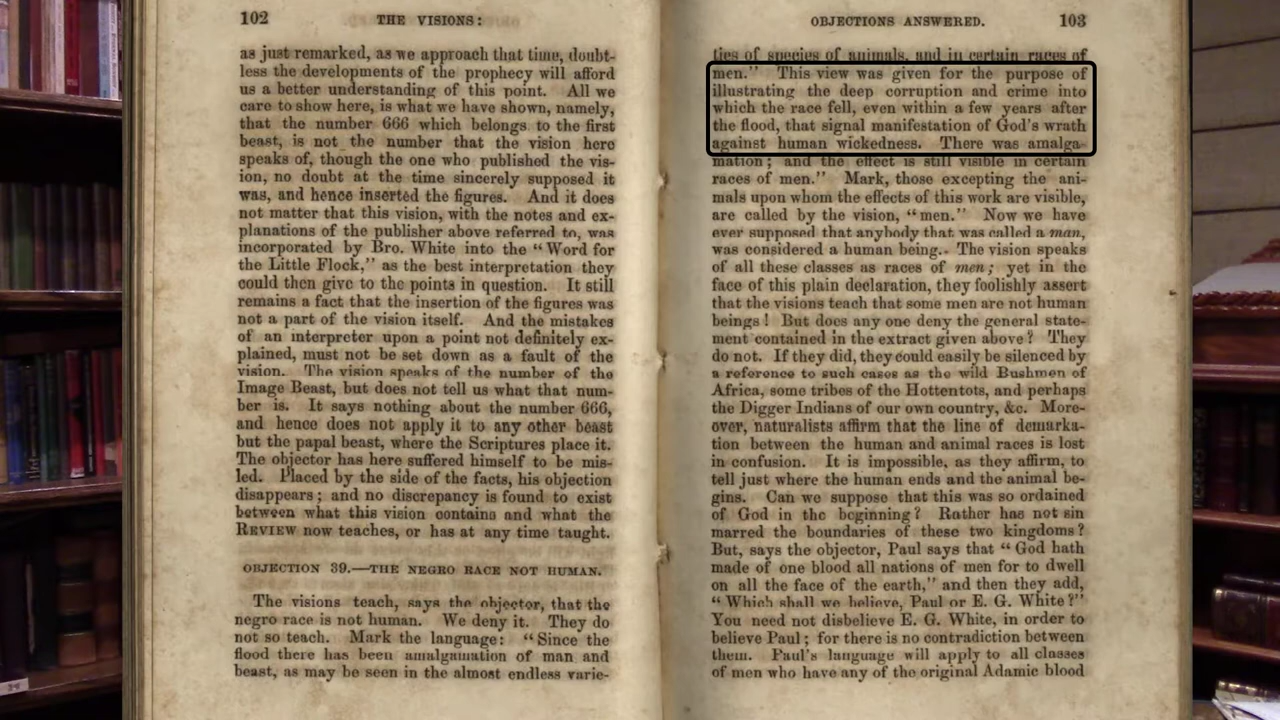 102
THE VISIONS:
as just remarked, as we approach that time, doubt-
less the developments of the prophecy will afford
us a better understanding of this point. All we
care to show here, is what we have shown, namely,
that the number 666 which belongs to the first
beast, is not the number that the vision here
speaks of, though the one who published the vis-
ion, no doubt at the time sincerely supposed it
was, and hence inserted the figures. And it does
not matter that this vision, with the notes and ex-
planations of the publisher above referred to, was
incorporated by Bro. White into the “Word for
the Little Flock,” as the best interpretation they
could then give to the points in question. It still
remains a fact that the insertion of the figures was
not a part of the vision itself. And the mistakes
of an interpreter upon a point not definitely ex-
plained, must not be set down as a fault of the
vision. The vision speaks of the number of the
Image Beast, but does not tell us what that num-
ber is. It says nothing about the number 666,
and hence does not apply it to any other beast
but the papal beast, where the Scriptures place it.
The objector has here suffered himself to be mis-
led. Placed by the side of the facts, his objection
disappears; and no discrepancy is found to exist
between what this vision contains and what the
REVIEW now teaches, or has at any time taught.
OBJECTION 39.—THE NEGRO RACE NOT HUMAN.
The visions teach, says the objector, that the
negro race is not human. We deny it. They do
not so teach. Mark the language: “Since the
flood there has been amalgamation of man and
beast, as may be seen in the almost endless varie-
OBJECTIONS ANSWERED.
103
ties of species of animals, and in certain races of
men.” This view was given for the purpose of
illustrating the deep corruption and crime into
which the race fell, even within a few years after
the flood, that signal manifestation of God's wrath
against human wickedness. There was amalga-
mation; and the effect is still visible in certain
races of men.” Mark, those excepting the ani-
mals upon whom the effects of this work are visible,
are called by the vision, “men.” Now we have
ever supposed that anybody that was called a man,
was considered a human being. The vision speaks
of all these classes as races of men; yet in the
face of this plain declaration, they foolishly assert
that the visions teach that some men are not human
beings! But does any one deny the general state-
ment contained in the extract given above? They
do not. If they did, they could easily be silenced by
a reference to such cases as the wild Bushmen of
Africa, some tribes of the Hottentots, and perhaps
the Digger Indians of our own country, &c. More-
over, naturalists affirm that the line of demarka-
tion between the human and animal races is lost
in confusion. It is impossible, as they affirm, to
tell just where the human ends and the animal be-
gins. Can we suppose that this was so ordained
of God in the beginning? Rather has not sin
marred the boundaries of these two kingdoms?
But, says the objector, Paul says that “God hath
made of one blood all nations of men for to dwell
on all the face of the earth,” and then they add,
“Which shall we believe, Paul or E. G. White?”
You need not disbelieve E. G. White, in order to
believe Paul; for there is no contradiction between
them. Paul's language will apply to all classes
of men who have any of the original Adamic blood